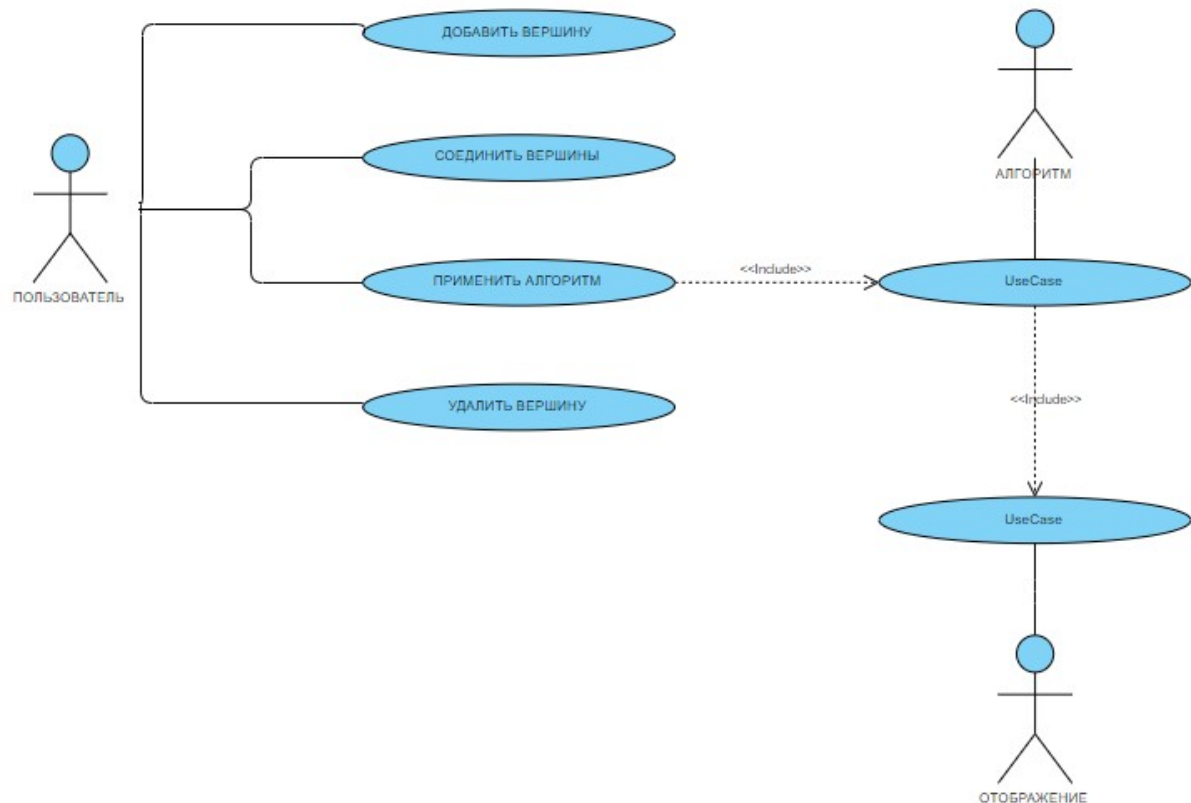 ДОБАВИТЬ ВЕРШИНУ
СОЕДИНИТЬ ВЕРШИНЫ
АЛГОРИТМ
ПРИМЕНИТЬ АЛГОРИТМ
<<Include>>
UseCase
ПОЛЬЗОВАТЕЛЬ
УДАЛИТЬ ВЕРШИНУ
<<Include>>
UseCase
ОТОБРАЖЕНИЕ